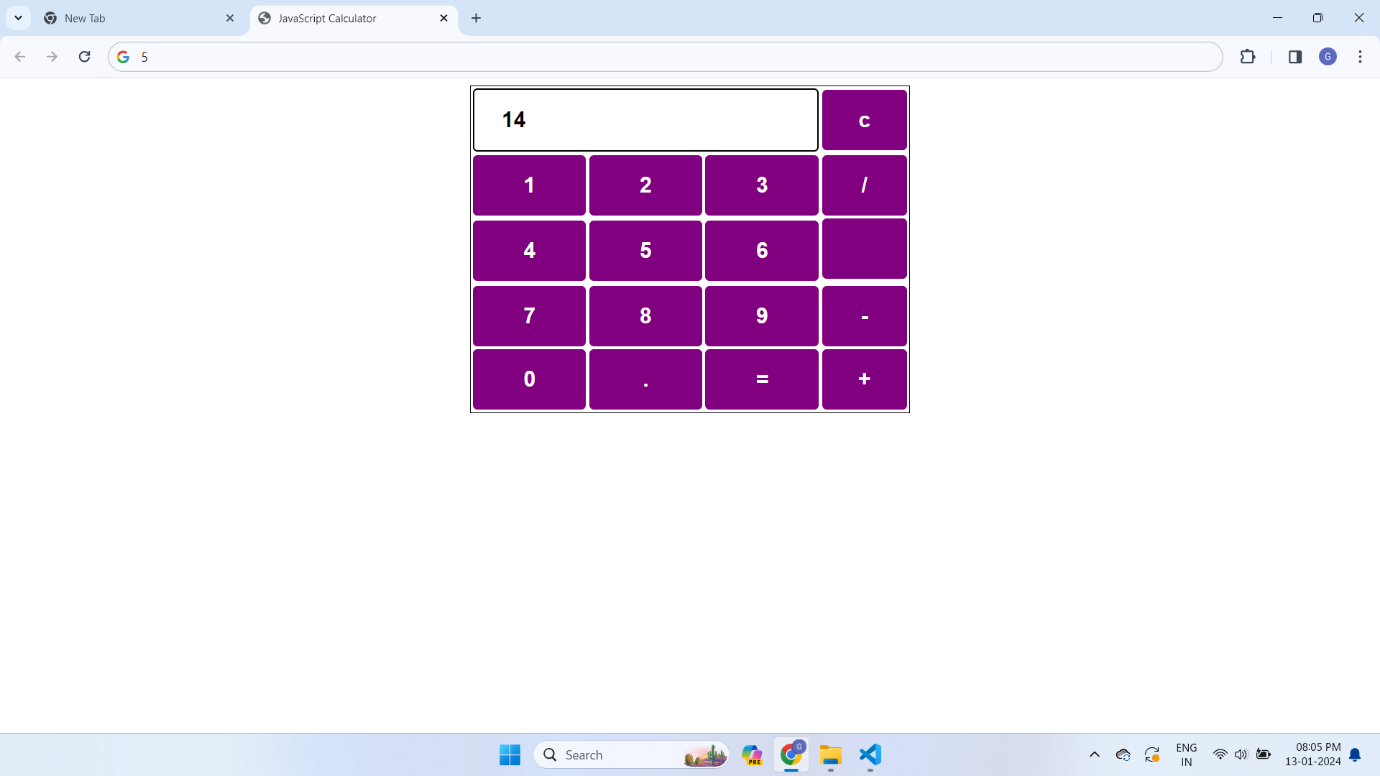 New Tab
JavaScript Calculator
G 5
G
14 c
1 2 3 /
4 5 6
7 8 9 -
0 . = +
Search
PRE
G
ENG
IN
08:05 PM
13-01-2024